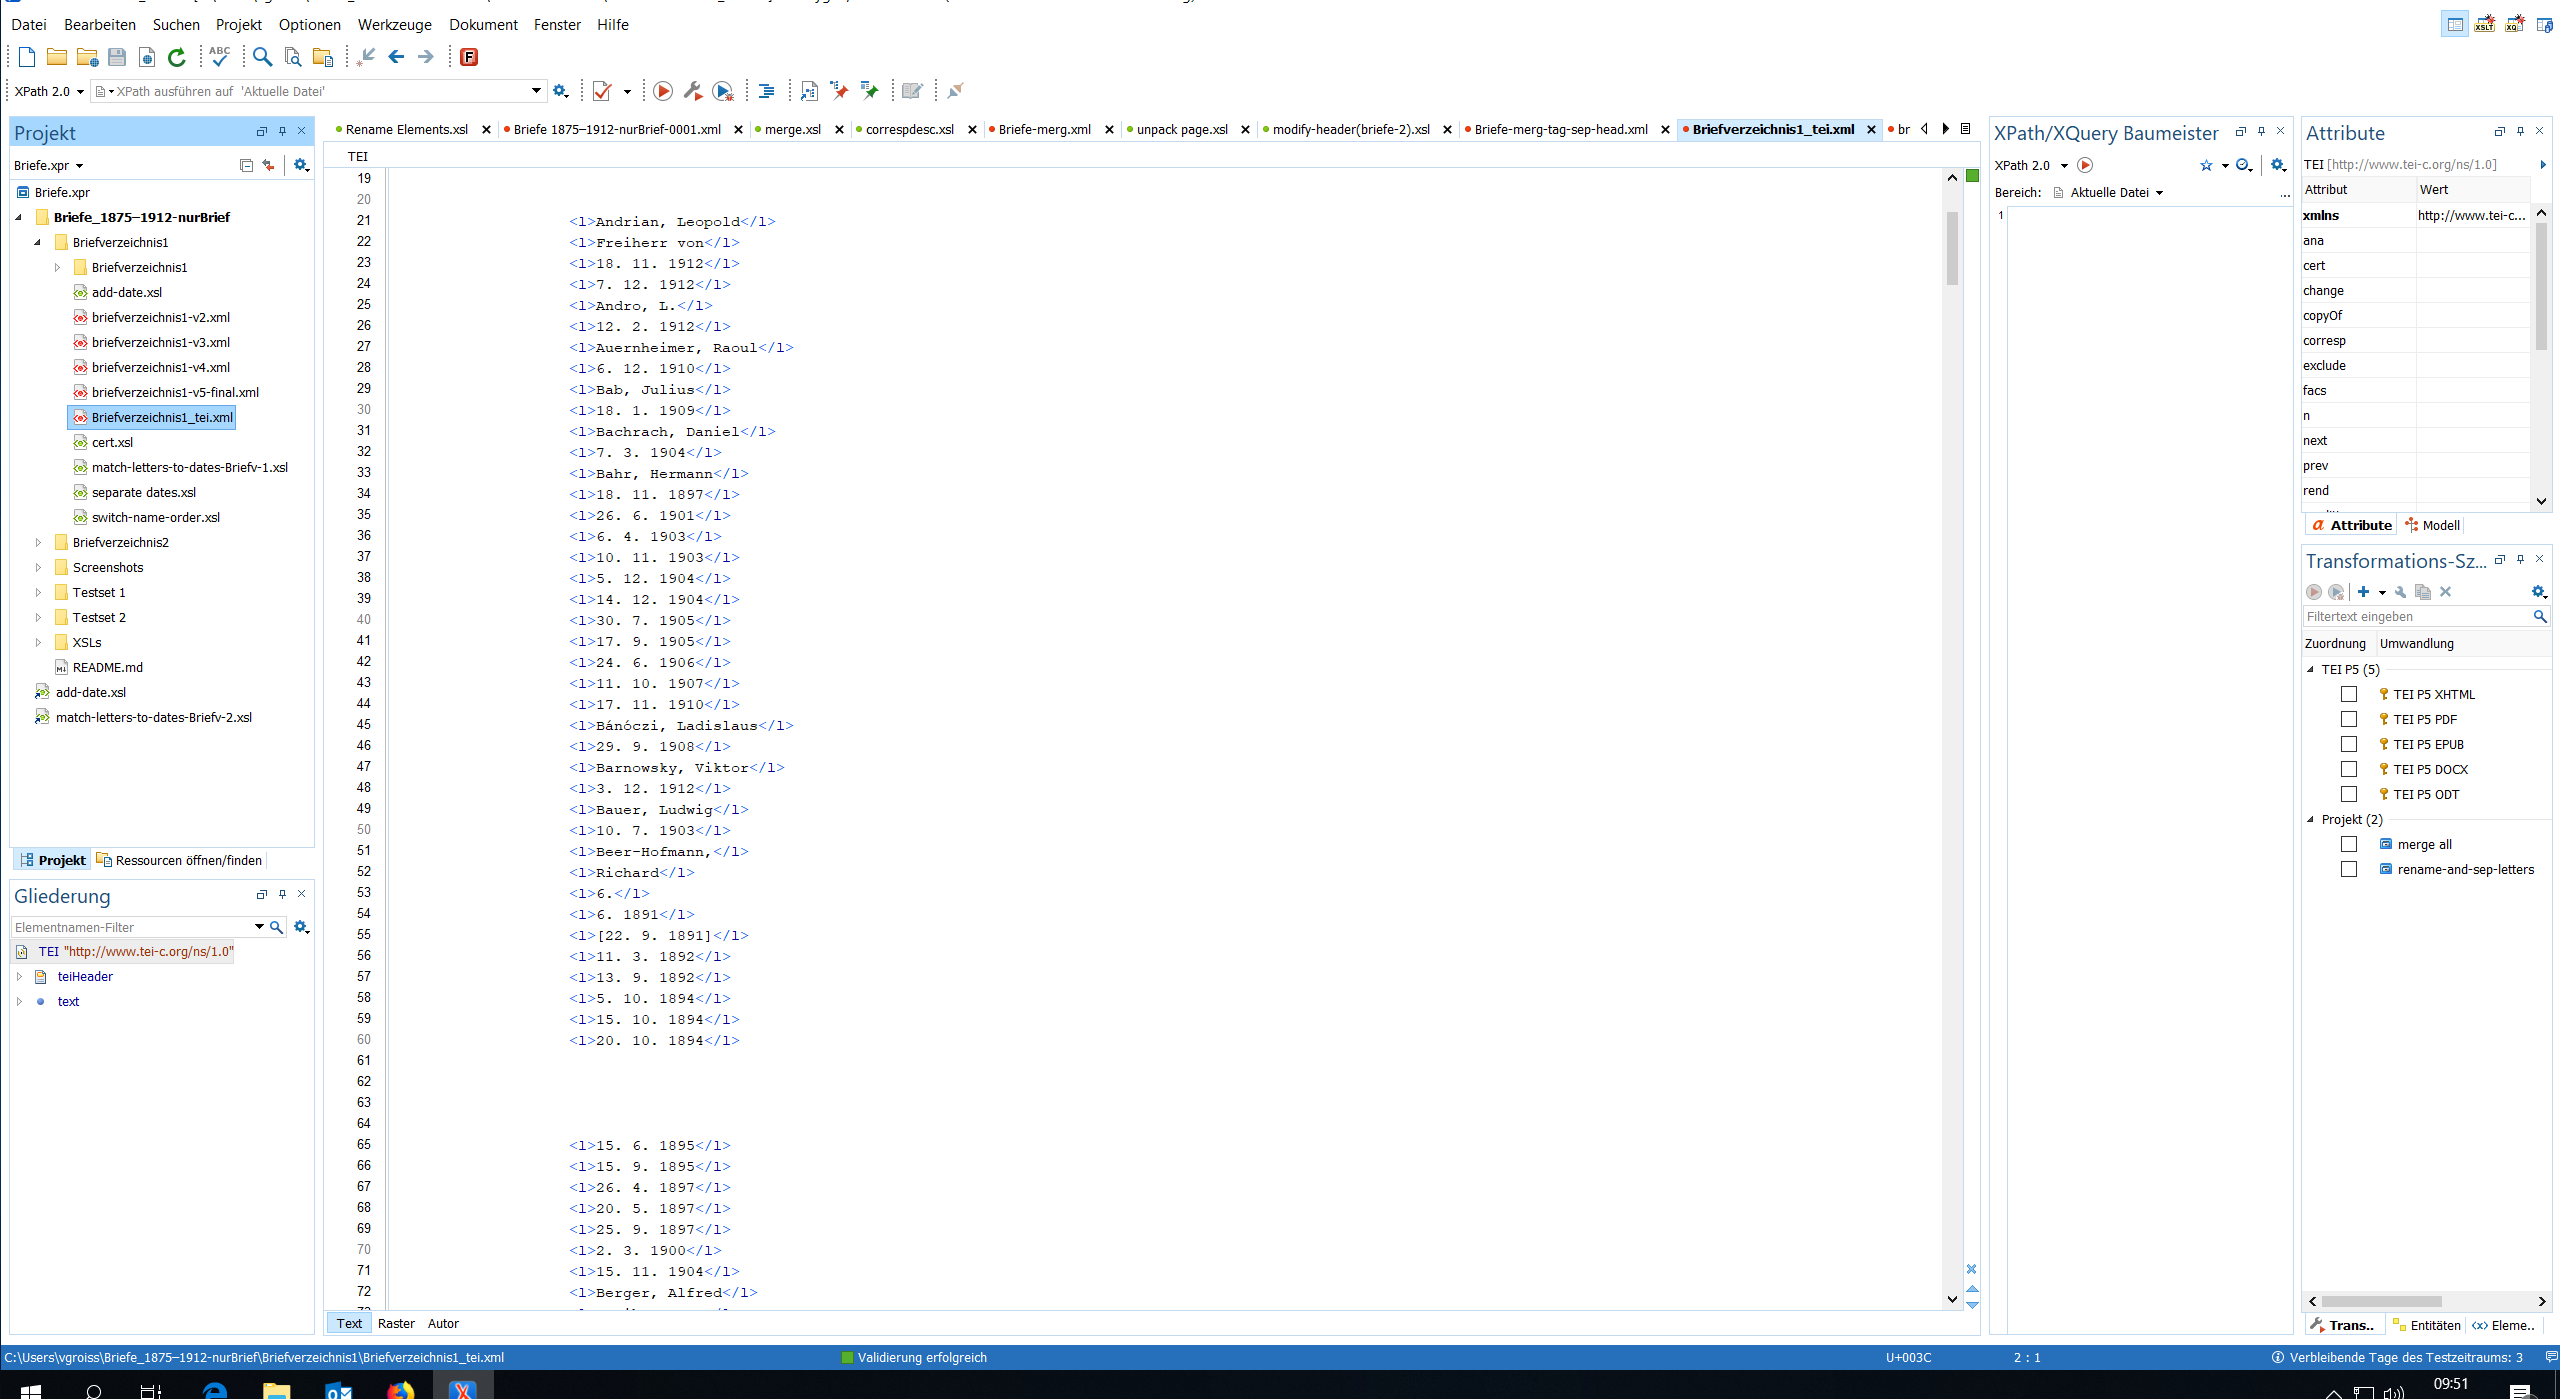 Datei Bearbeiten Suchen Projekt Optionen Werkzeuge Dokument Fenster Hilfe
XSLT XQ
ABC F
XPath 2.0 XPath ausführen auf 'Aktuelle Datei'
Projekt
Briefe.xpr
Briefe.xpr
Briefe_1875–1912-nurBrief
Briefverzeichnis1
Briefverzeichnis1
add-date.xsl
briefverzeichnis1-v2.xml
briefverzeichnis1-v3.xml
briefverzeichnis1-v4.xml
briefverzeichnis1-v5-final.xml
Briefverzeichnis1_tei.xml
cert.xsl
match-letters-to-dates-Briefv-1.xsl
separate dates.xsl
switch-name-order.xsl
Briefverzeichnis2
Screenshots
Testset 1
Testset 2
XSLs
README.md
add-date.xsl
match-letters-to-dates-Briefv-2.xsl
Projekt Ressourcen öffnen/finden
Gliederung
Elementnamen-Filter
TEI "http://www.tei-c.org/ns/1.0"
teiHeader
text
Rename Elements.xsl Briefe 1875–1912-nurBrief-0001.xml merge.xsl correspdesc.xsl Briefe-merg.xml unpack page.xsl modify-header(briefe-2).xsl Briefe-merg-tag-sep-head.xml Briefverzeichnis1_tei.xml br
TEI
19
20
21 <l>Andrian, Leopold</l>
22 <l>Freiherr von</l>
23 <l>18. 11. 1912</l>
24 <l>7. 12. 1912</l>
25 <l>Andro, L.</l>
26 <l>12. 2. 1912</l>
27 <l>Auernheimer, Raoul</l>
28 <l>6. 12. 1910</l>
29 <l>Bab, Julius</l>
30 <l>18. 1. 1909</l>
31 <l>Bachrach, Daniel</l>
32 <l>7. 3. 1904</l>
33 <l>Bahr, Hermann</l>
34 <l>18. 11. 1897</l>
35 <l>26. 6. 1901</l>
36 <l>6. 4. 1903</l>
37 <l>10. 11. 1903</l>
38 <l>5. 12. 1904</l>
39 <l>14. 12. 1904</l>
40 <l>30. 7. 1905</l>
41 <l>17. 9. 1905</l>
42 <l>24. 6. 1906</l>
43 <l>11. 10. 1907</l>
44 <l>17. 11. 1910</l>
45 <l>Bánóczi, Ladislaus</l>
46 <l>29. 9. 1908</l>
47 <l>Barnowsky, Viktor</l>
48 <l>3. 12. 1912</l>
49 <l>Bauer, Ludwig</l>
50 <l>10. 7. 1903</l>
51 <l>Beer-Hofmann,</l>
52 <l>Richard</l>
53 <l>6.</l>
54 <l>6. 1891</l>
55 <l>[22. 9. 1891]</l>
56 <l>11. 3. 1892</l>
57 <l>13. 9. 1892</l>
58 <l>5. 10. 1894</l>
59 <l>15. 10. 1894</l>
60 <l>20. 10. 1894</l>
61
62
63
64
65 <l>15. 6. 1895</l>
66 <l>15. 9. 1895</l>
67 <l>26. 4. 1897</l>
68 <l>20. 5. 1897</l>
69 <l>25. 9. 1897</l>
70 <l>2. 3. 1900</l>
71 <l>15. 11. 1904</l>
72 <l>Berger, Alfred</l>
Text Raster Autor
XPath/XQuery Baumeister
XPath 2.0
Bereich: Aktuelle Datei ...
1
Attribute
TEI [http://www.tei-c.org/ns/1.0]
Attribut Wert
xmlns http://www.tei-c...
ana
cert
change
copyOf
corresp
exclude
facs
n
next
prev
rend
Attribute Modell
Transformations-Sz...
Filtertext eingeben
Zuordnung Umwandlung
TEI P5 (5)
TEI P5 XHTML
TEI P5 PDF
TEI P5 EPUB
TEI P5 DOCX
TEI P5 ODT
Projekt (2)
merge all
rename-and-sep-letters
Trans.. Entitäten Eleme..
C:\Users\vgroiss\Briefe_1875–1912-nurBrief\Briefverzeichnis1\Briefverzeichnis1_tei.xml Validierung erfolgreich U+003C 2 : 1 Verbleibende Tage des Testzeitraums: 3
09:51